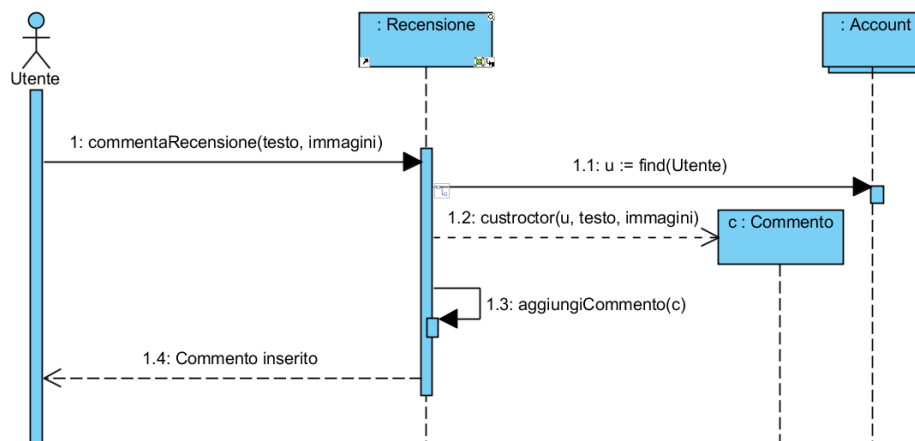 : Recensione
: Account
Utente
1: commentaRecensione(testo, immagini)
1.1: u := find(Utente)
1.2: custroctor(u, testo, immagini)
c : Commento
1.3: aggiungiCommento(c)
1.4: Commento inserito